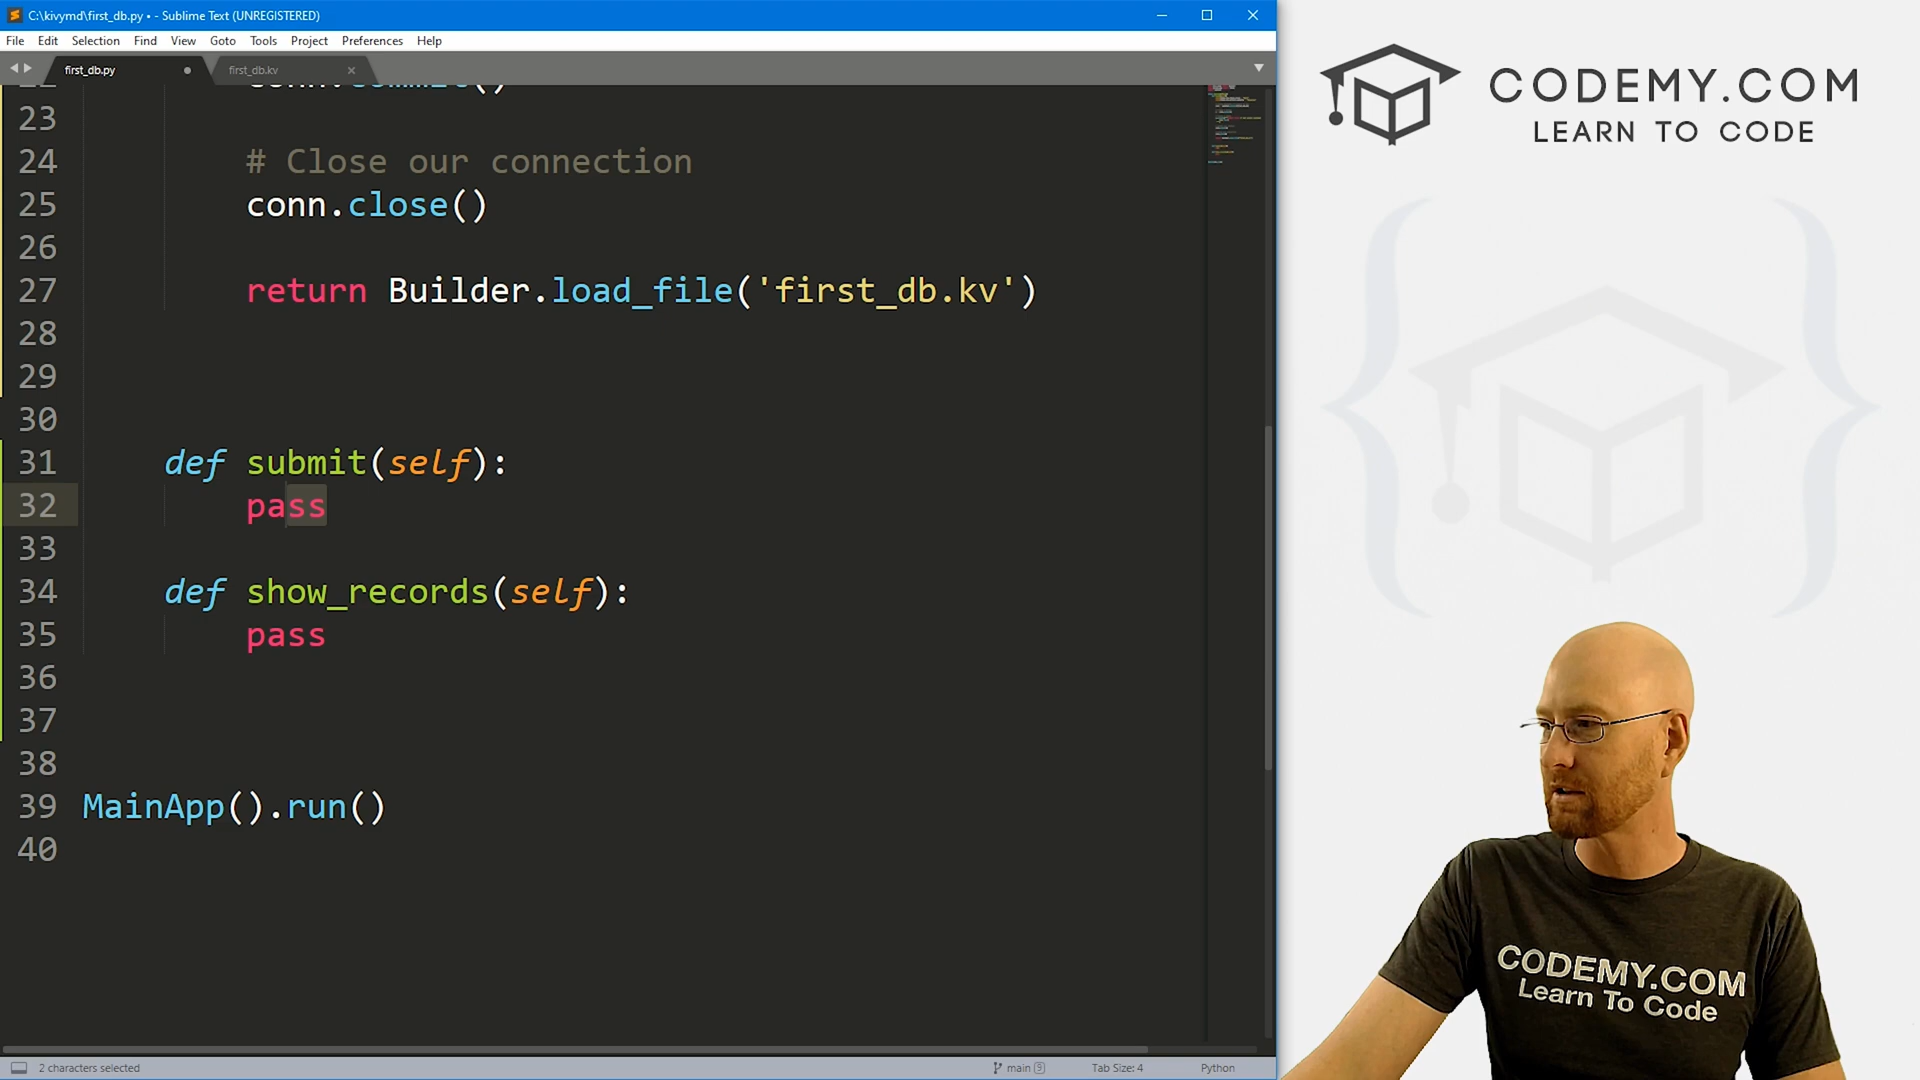 C:\kivymd\first_db.py • - Sublime Text (UNREGISTERED)
File Edit Selection Find View Goto Tools Project Preferences Help
first_db.py
first_db.kv
22 conn.commit()
23
24 # Close our connection
25 conn.close()
26
27 return Builder.load_file('first_db.kv')
28
29
30
31 def submit(self):
32 pass
33
34 def show_records(self):
35 pass
36
37
38
39 MainApp().run()
40
2 characters selected
main 9
Tab Size: 4
Python
CODEMY.COM
LEARN TO CODE
CODEMY.COM
Learn To Code